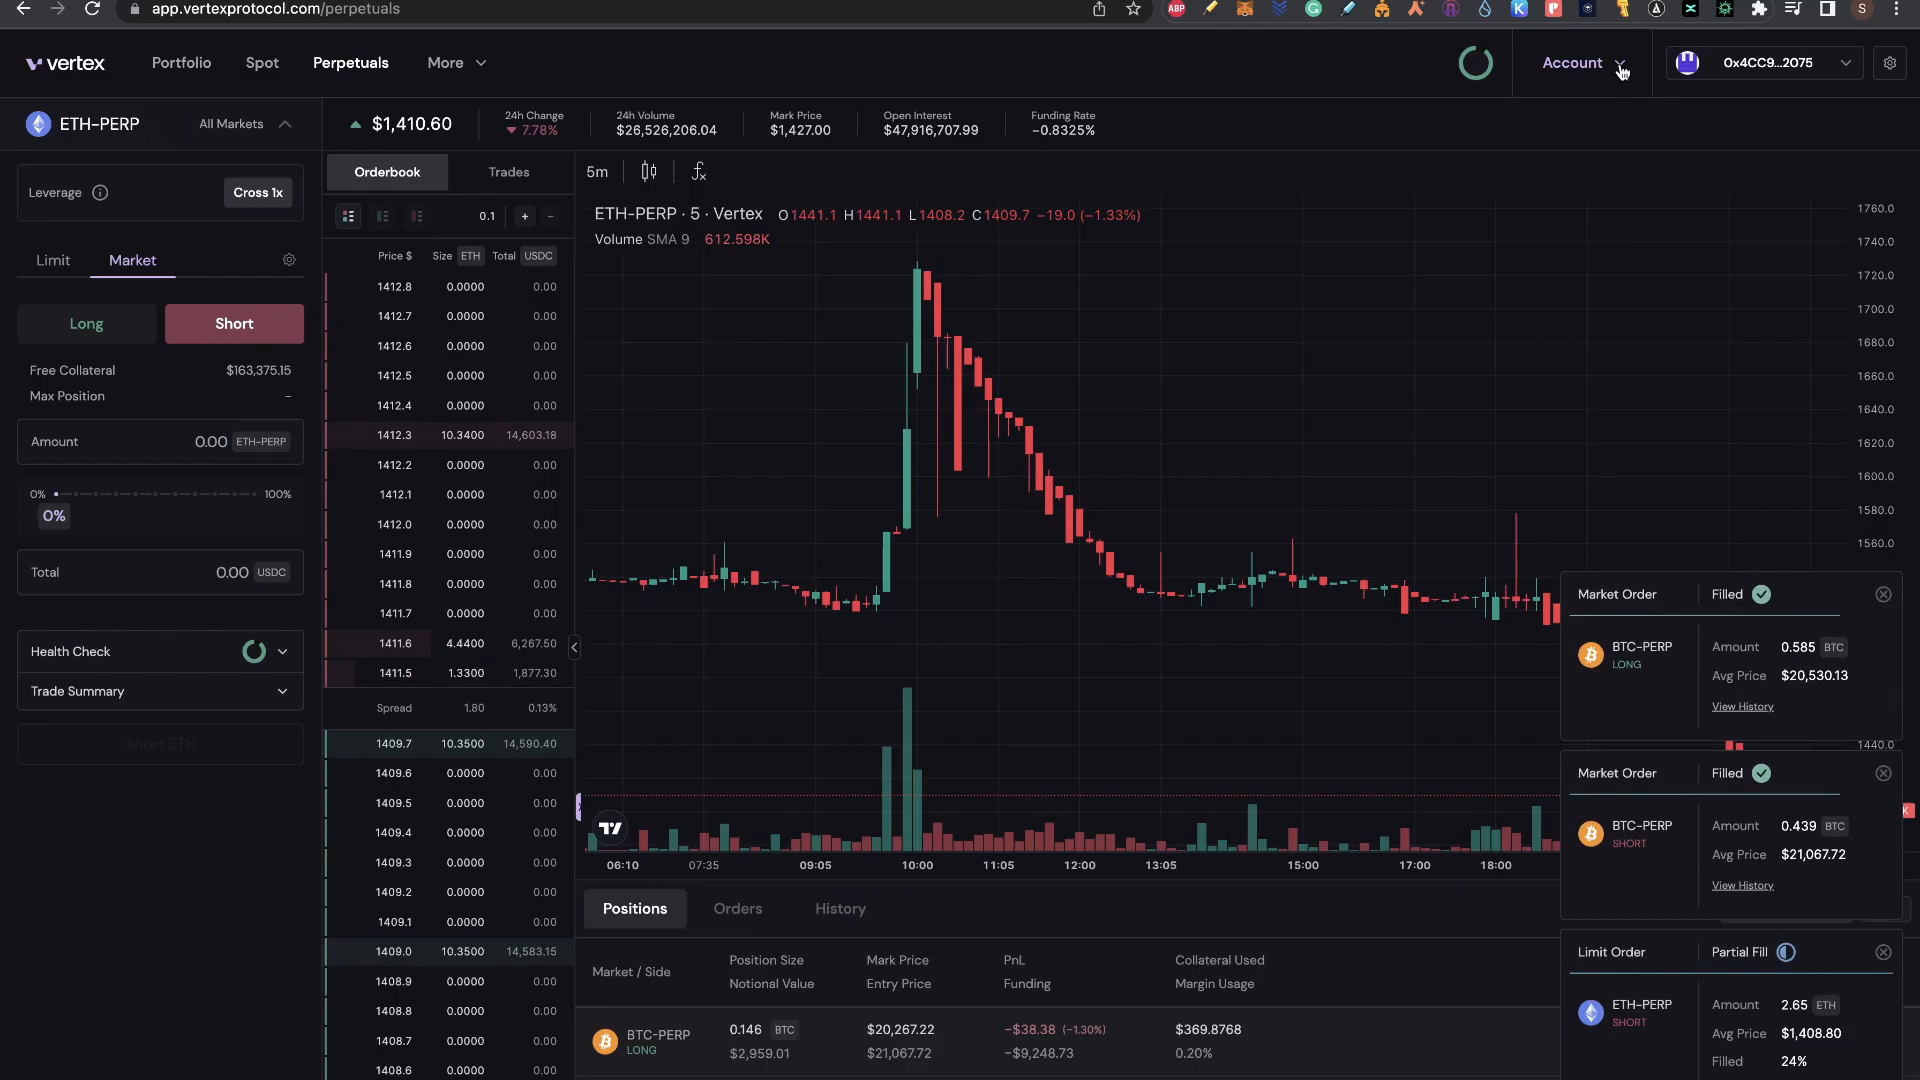 app.vertexprotocol.com/perpetuals
vertex
Portfolio
Spot
Perpetuals
More
Account
0x4CC9...2075
ETH-PERP
All Markets
$1,410.60
24h Change
7.78%
24h Volume
$26,526,206.04
Mark Price
$1,427.00
Open Interest
$47,916,707.99
Funding Rate
-0.8325%
Leverage
Cross 1x
Limit
Market
Long
Short
Free Collateral
$163,375.15
Max Position
–
Amount
0.00 ETH-PERP
0%
100%
0%
Total
0.00 USDC
Health Check
Trade Summary
Short ETH
Orderbook
Trades
0.1 + -
Price $ Size ETH Total USDC
1412.8 0.0000 0.00
1412.7 0.0000 0.00
1412.6 0.0000 0.00
1412.5 0.0000 0.00
1412.4 0.0000 0.00
1412.3 10.3400 14,603.18
1412.2 0.0000 0.00
1412.1 0.0000 0.00
1412.0 0.0000 0.00
1411.9 0.0000 0.00
1411.8 0.0000 0.00
1411.7 0.0000 0.00
1411.6 4.4400 6,267.50
1411.5 1.3300 1,877.30
Spread 1.80 0.13%
1409.7 10.3500 14,590.40
1409.6 0.0000 0.00
1409.5 0.0000 0.00
1409.4 0.0000 0.00
1409.3 0.0000 0.00
1409.2 0.0000 0.00
1409.1 0.0000 0.00
1409.0 10.3500 14,583.15
1408.9 0.0000 0.00
1408.8 0.0000 0.00
1408.7 0.0000 0.00
1408.6 0.0000 0.00
5m
ETH-PERP · 5 · Vertex O1441.1 H1441.1 L1408.2 C1409.7 −19.0 (−1.33%)
Volume SMA 9 612.598K
1760.0
1740.0
1720.0
1700.0
1680.0
1660.0
1640.0
1620.0
1600.0
1580.0
1560.0
1440.0
K
06:10 07:35 09:05 10:00 11:05 12:00 13:05 15:00 17:00 18:00
Positions
Orders
History
Market / Side
Position Size
Notional Value
Mark Price
Entry Price
PnL
Funding
Collateral Used
Margin Usage
BTC-PERP
LONG
0.146 BTC
$2,959.01
$20,267.22
$21,067.72
-$38.38 (-1.30%)
-$9,248.73
$369.8768
0.20%
Market Order
Filled
BTC-PERP
LONG
Amount 0.585 BTC
Avg Price $20,530.13
View History
Market Order
Filled
BTC-PERP
SHORT
Amount 0.439 BTC
Avg Price $21,067.72
View History
Limit Order
Partial Fill
ETH-PERP
SHORT
Amount 2.65 ETH
Avg Price $1,408.80
Filled 24%